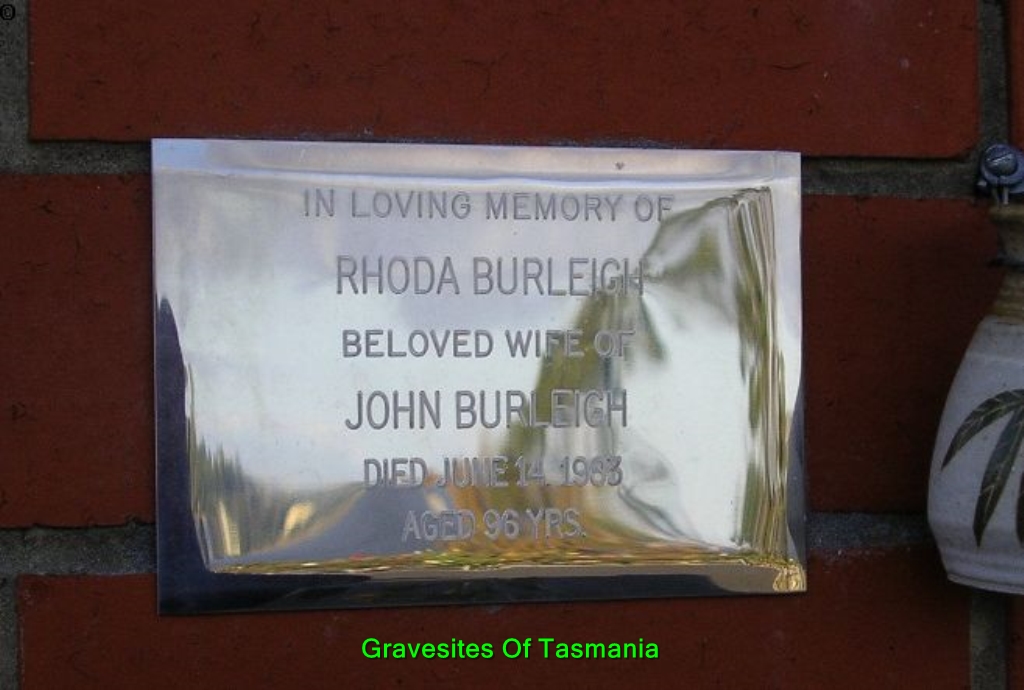 ©
IN LOVING MEMORY OF
RHODA BURLEIGH
BELOVED WIFE OF
JOHN BURLEIGH
DIED JUNE 14, 1983
AGED 96 YRS.
Gravesites Of Tasmania